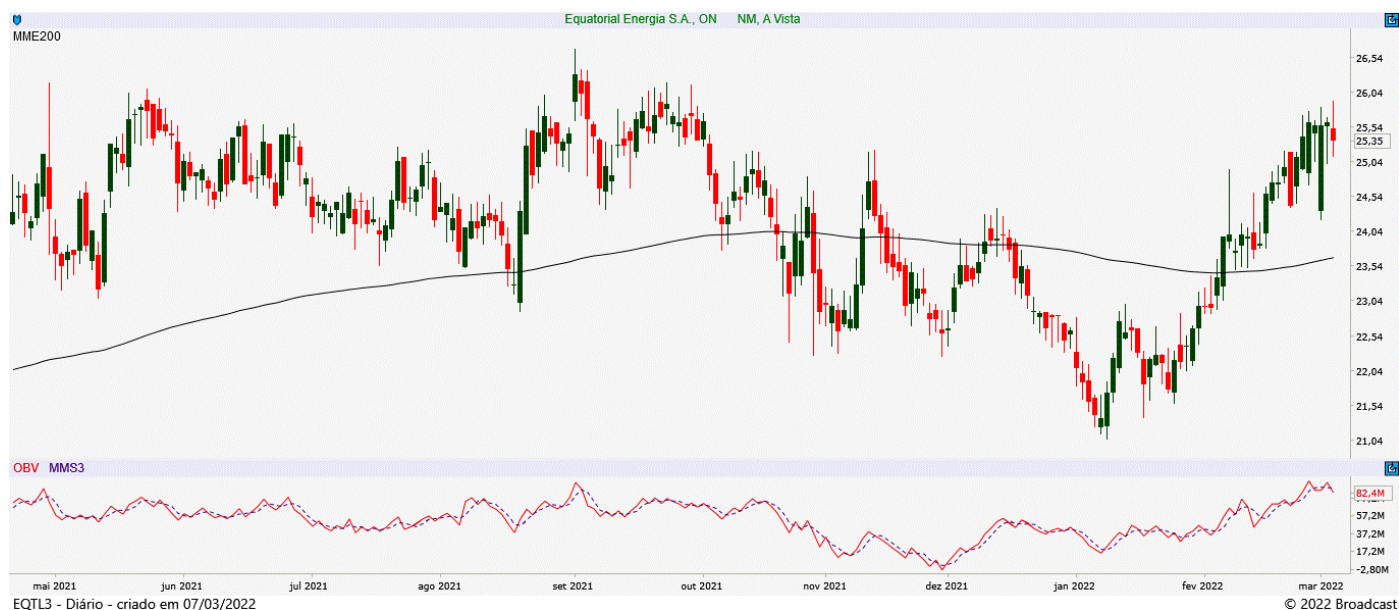 Equatorial Energia S.A., ON NM, A Vista
MME200
26,54
26,04
25,54
25,35
25,04
24,54
24,04
23,54
23,04
22,54
22,04
21,54
21,04
OBV MMS3
82,4M
57,2M
37,2M
17,2M
-2,80M
mai 2021 jun 2021 jul 2021 ago 2021 set 2021 out 2021 nov 2021 dez 2021 jan 2022 fev 2022 mar 2022
EQTL3 - Diário - criado em 07/03/2022 © 2022 Broadcast